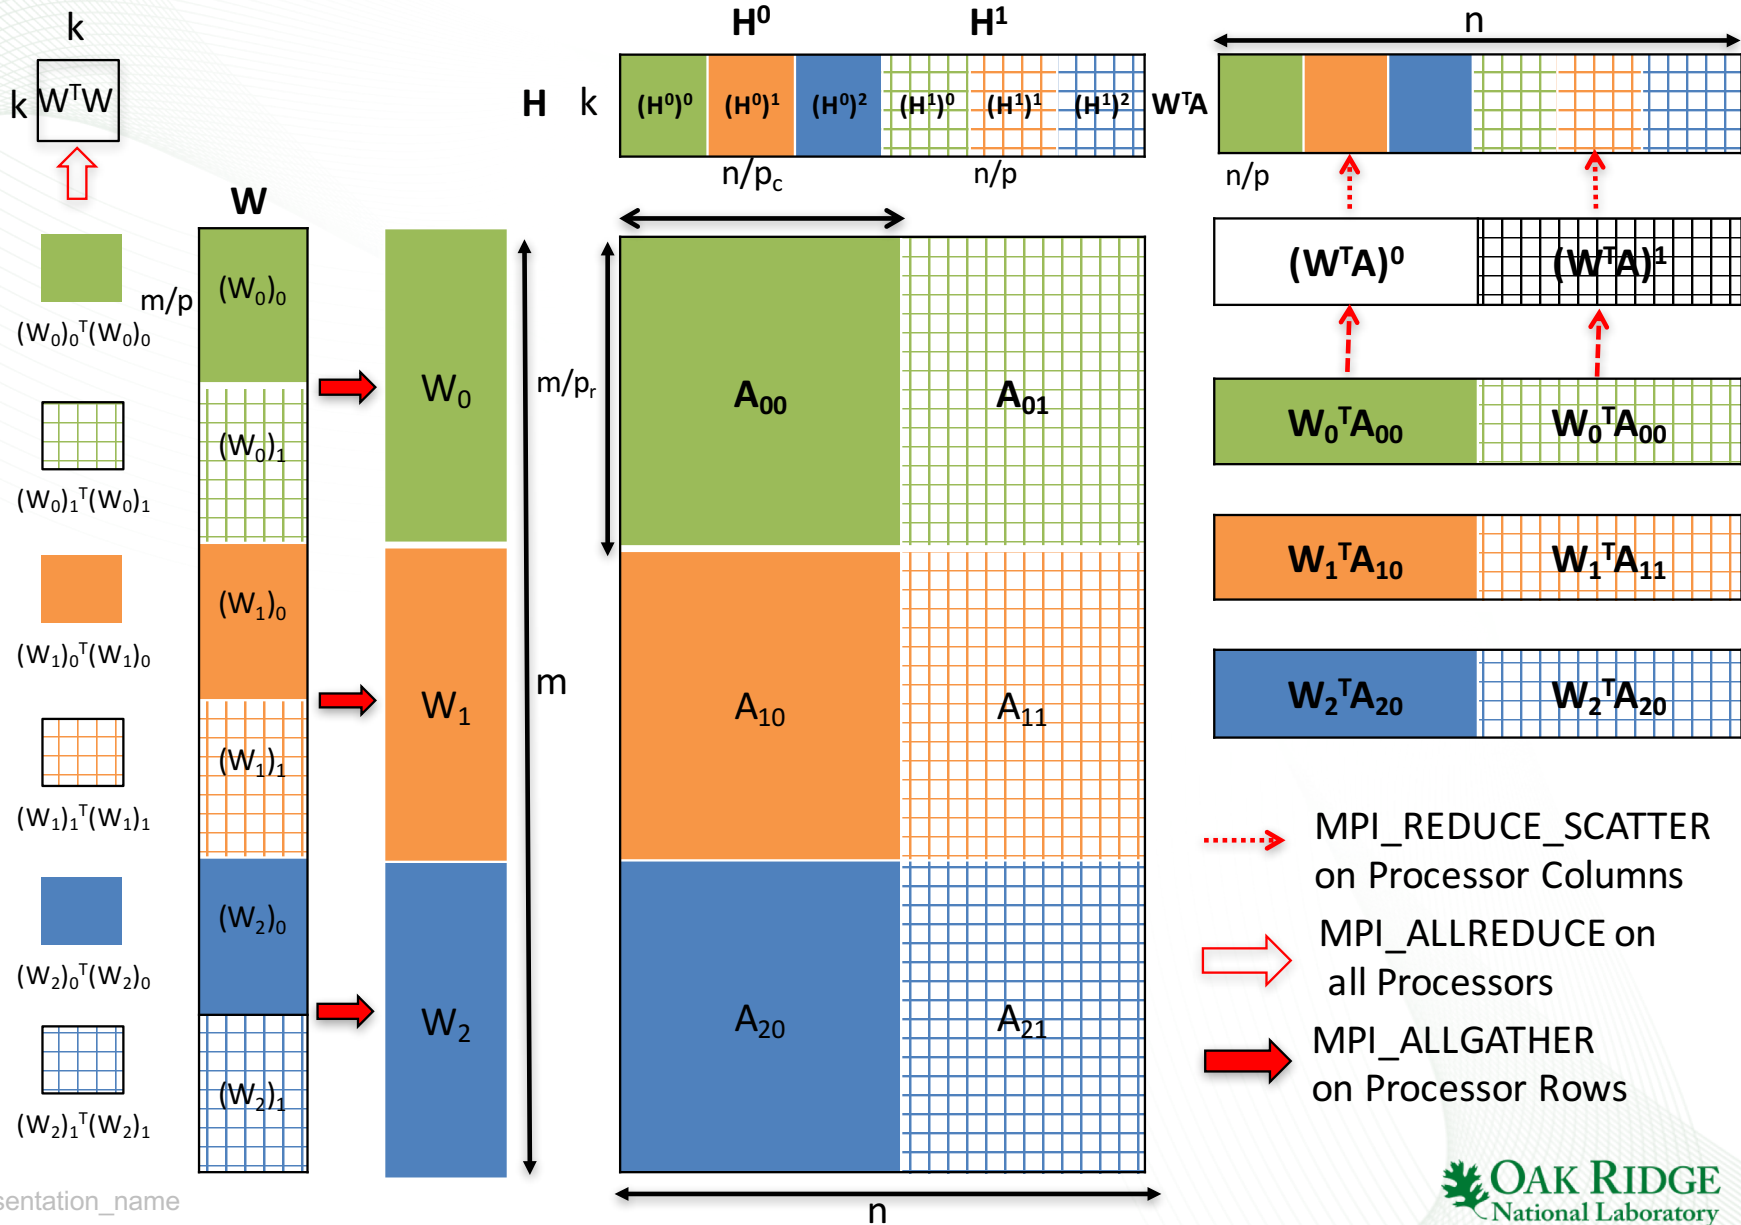 k
k WᵀW
W
m/p
(W₀)₀
(W₀)₁
(W₁)₀
(W₁)₁
(W₂)₀
(W₂)₁
(W₀)₀ᵀ(W₀)₀
(W₀)₁ᵀ(W₀)₁
(W₁)₀ᵀ(W₁)₀
(W₁)₁ᵀ(W₁)₁
(W₂)₀ᵀ(W₂)₀
(W₂)₁ᵀ(W₂)₁
W₀
W₁
W₂
m
H⁰ H¹
H k (H⁰)⁰ (H⁰)¹ (H⁰)² (H¹)⁰ (H¹)¹ (H¹)²
n/p_c n/p
m/pᵣ
A₀₀ A₀₁
A₁₀ A₁₁
A₂₀ A₂₁
n
n
WᵀA
n/p
(WᵀA)⁰ (WᵀA)¹
W₀ᵀA₀₀ W₀ᵀA₀₀
W₁ᵀA₁₀ W₁ᵀA₁₁
W₂ᵀA₂₀ W₂ᵀA₂₀
MPI_REDUCE_SCATTER
on Processor Columns
MPI_ALLREDUCE on
all Processors
MPI_ALLGATHER
on Processor Rows
sentation_name
OAK RIDGE
National Laboratory